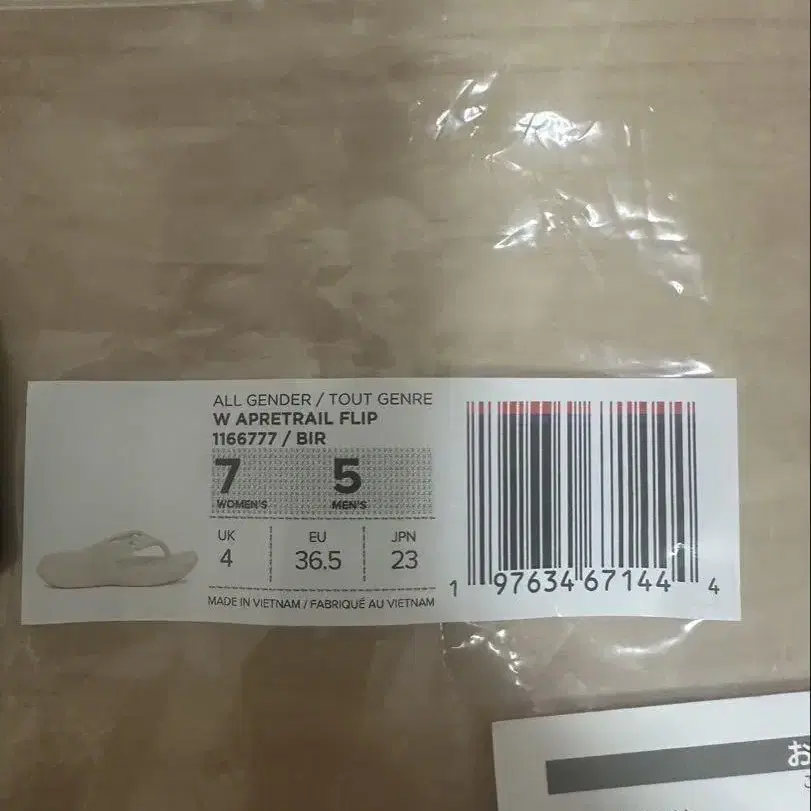 ALL GENDER / TOUT GENRE
W APRETRAIL FLIP
1166777 / BIR
7 5
WOMEN'S MEN'S
UK EU JPN
4 36.5 23
MADE IN VIETNAM / FABRIQUÉ AU VIETNAM
1 97634 67144 4
お